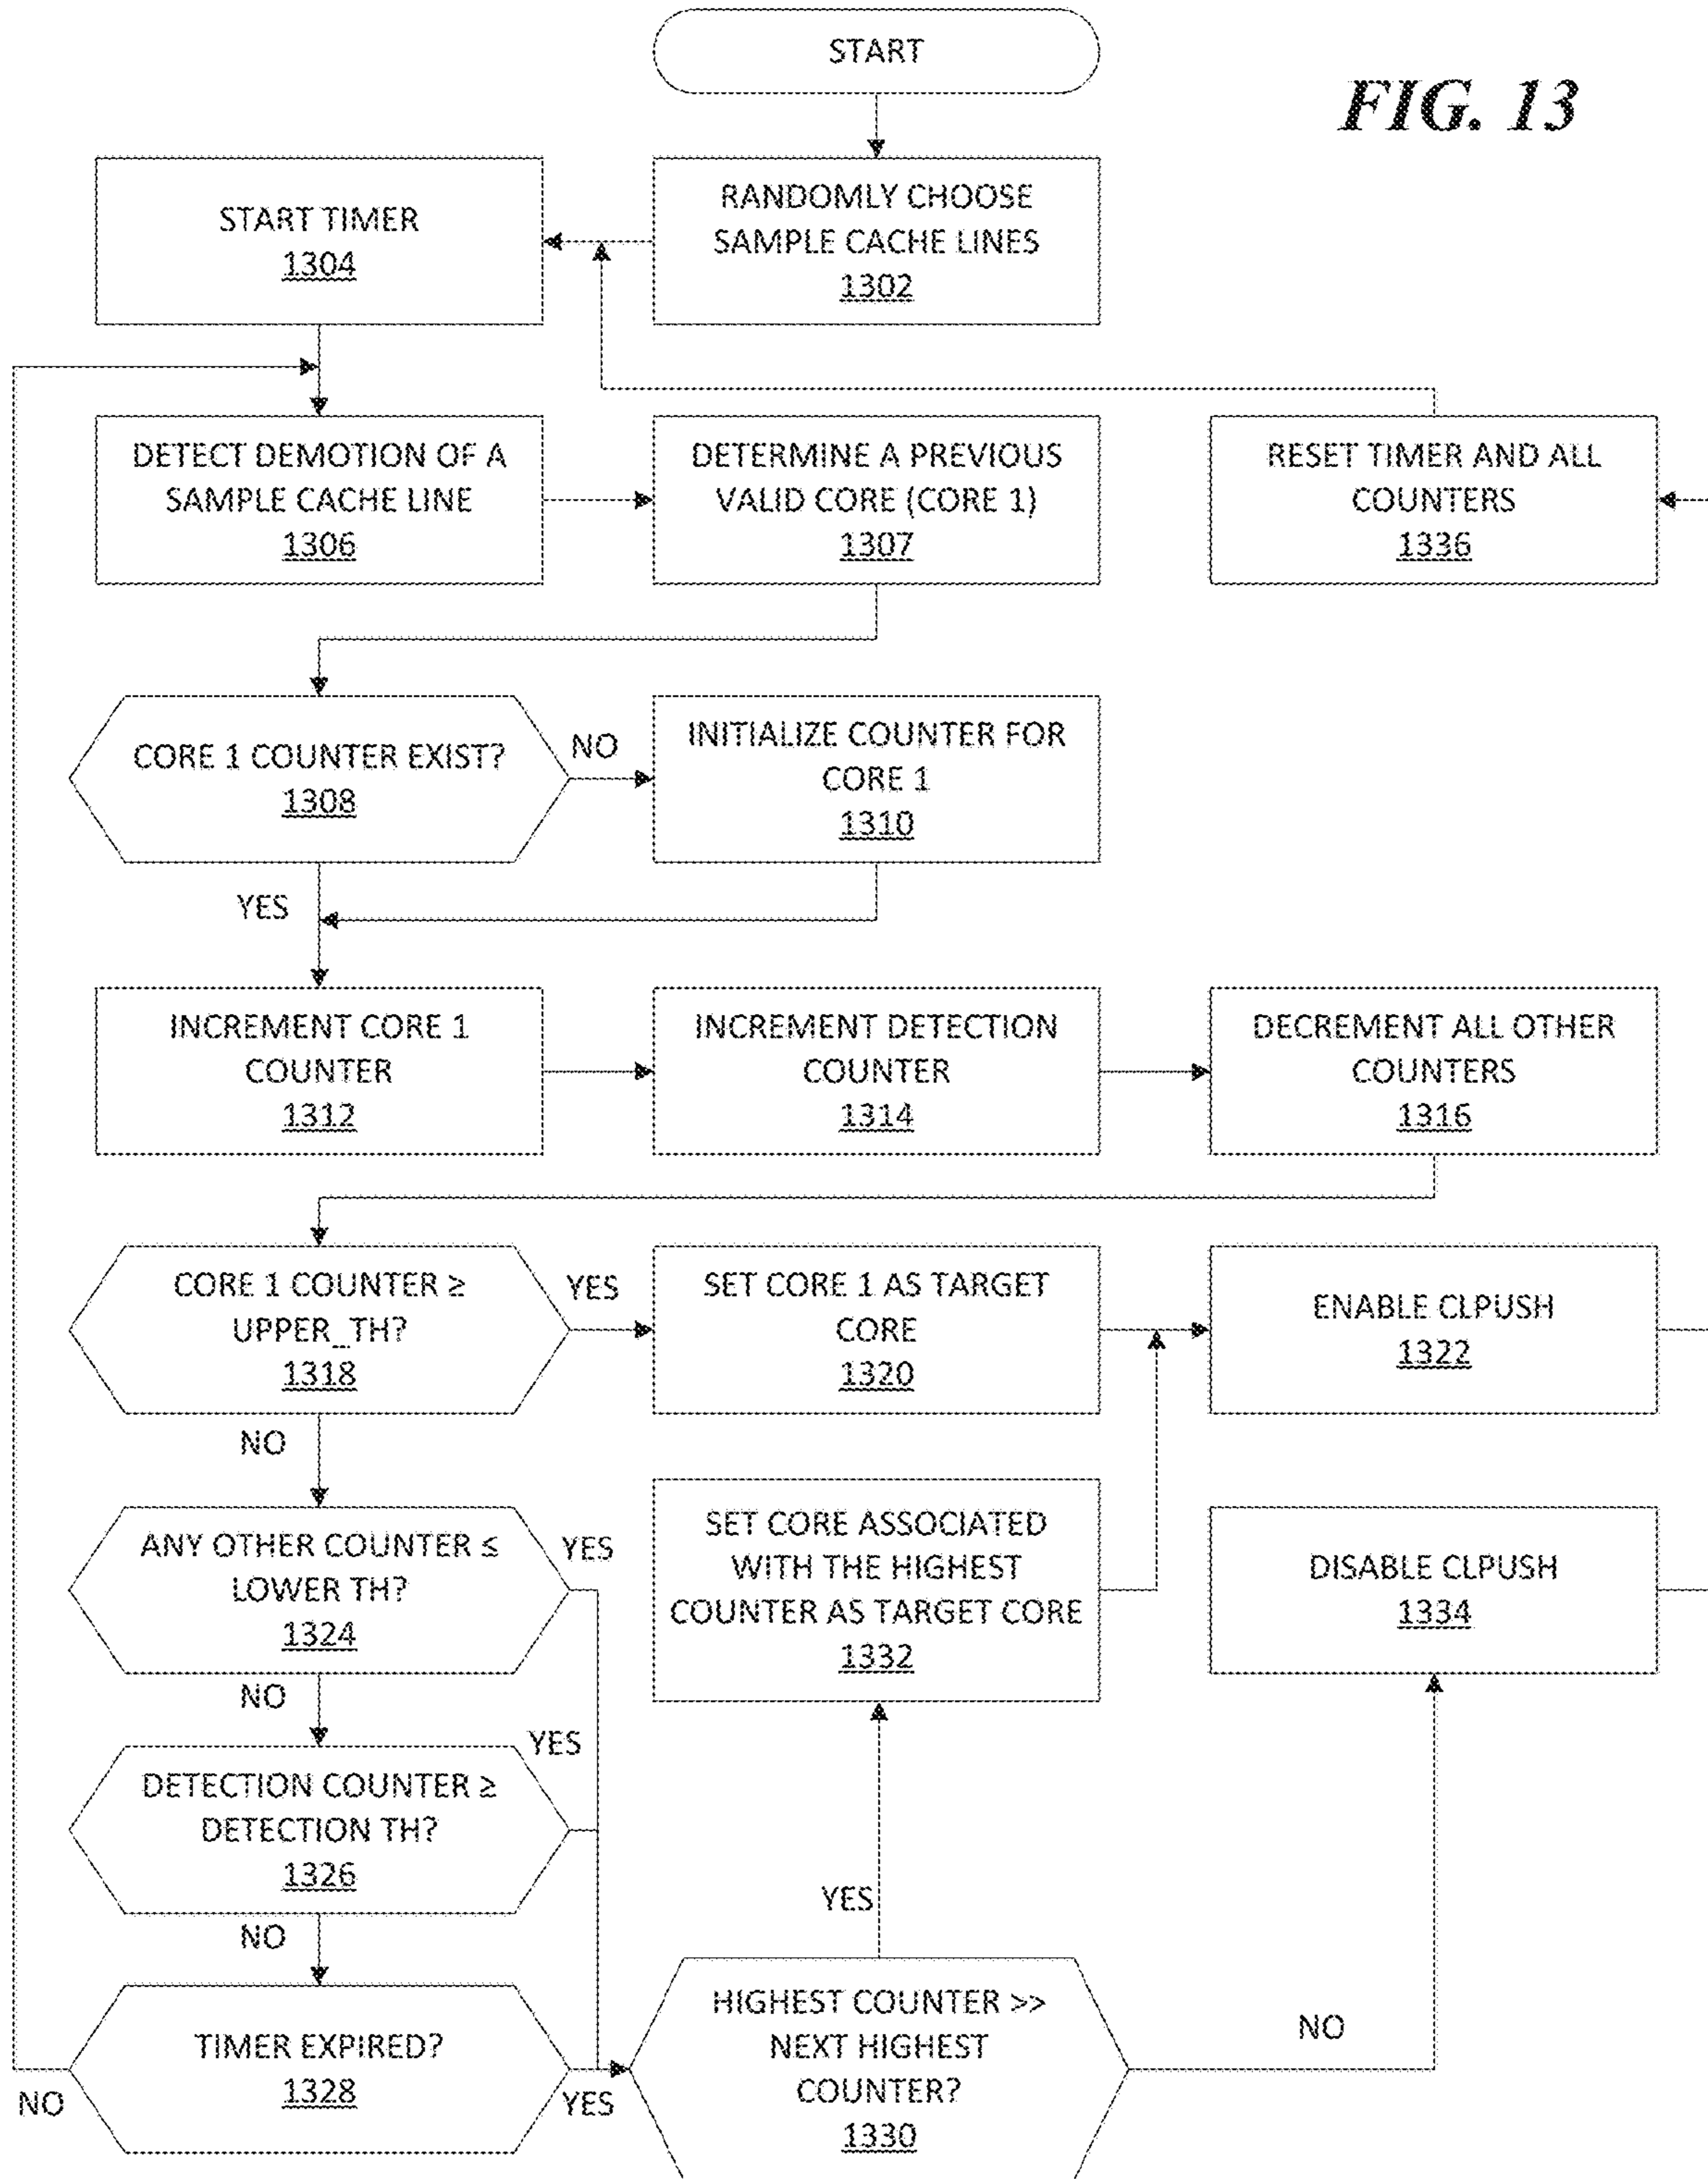 START
FIG. 13
START TIMER
1304
RANDOMLY CHOOSE
SAMPLE CACHE LINES
1302
DETECT DEMOTION OF A
SAMPLE CACHE LINE
1306
DETERMINE A PREVIOUS
VALID CORE (CORE 1)
1307
RESET TIMER AND ALL
COUNTERS
1336
CORE 1 COUNTER EXIST?
1308
NO
INITIALIZE COUNTER FOR
CORE 1
1310
YES
INCREMENT CORE 1
COUNTER
1312
INCREMENT DETECTION
COUNTER
1314
DECREMENT ALL OTHER
COUNTERS
1316
CORE 1 COUNTER ≥
UPPER_TH?
1318
YES
SET CORE 1 AS TARGET
CORE
1320
ENABLE CLPUSH
1322
NO
ANY OTHER COUNTER ≤
LOWER TH?
1324
YES
SET CORE ASSOCIATED
WITH THE HIGHEST
COUNTER AS TARGET CORE
1332
DISABLE CLPUSH
1334
NO
DETECTION COUNTER ≥
DETECTION TH?
1326
YES
NO
YES
TIMER EXPIRED?
1328
NO
YES
HIGHEST COUNTER >>
NEXT HIGHEST
COUNTER?
1330
NO